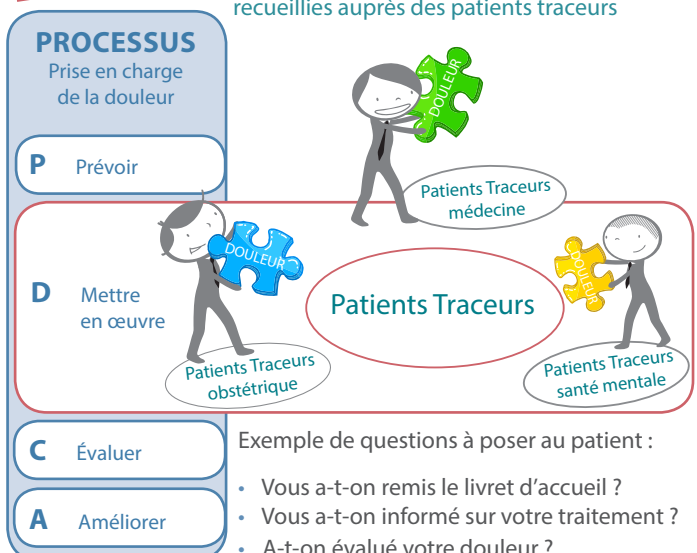 recueillies auprès des patients traceurs
PROCESSUS
Prise en charge
de la douleur
P Prévoir
DOULEUR
Patients Traceurs
médecine
D Mettre
en œuvre
DOULEUR
Patients Traceurs
DOULEUR
Patients Traceurs
obstétrique
Patients Traceurs
santé mentale
C Évaluer
A Améliorer
Exemple de questions à poser au patient :
• Vous a-t-on remis le livret d’accueil ?
• Vous a-t-on informé sur votre traitement ?
• A-t-on évalué votre douleur ?